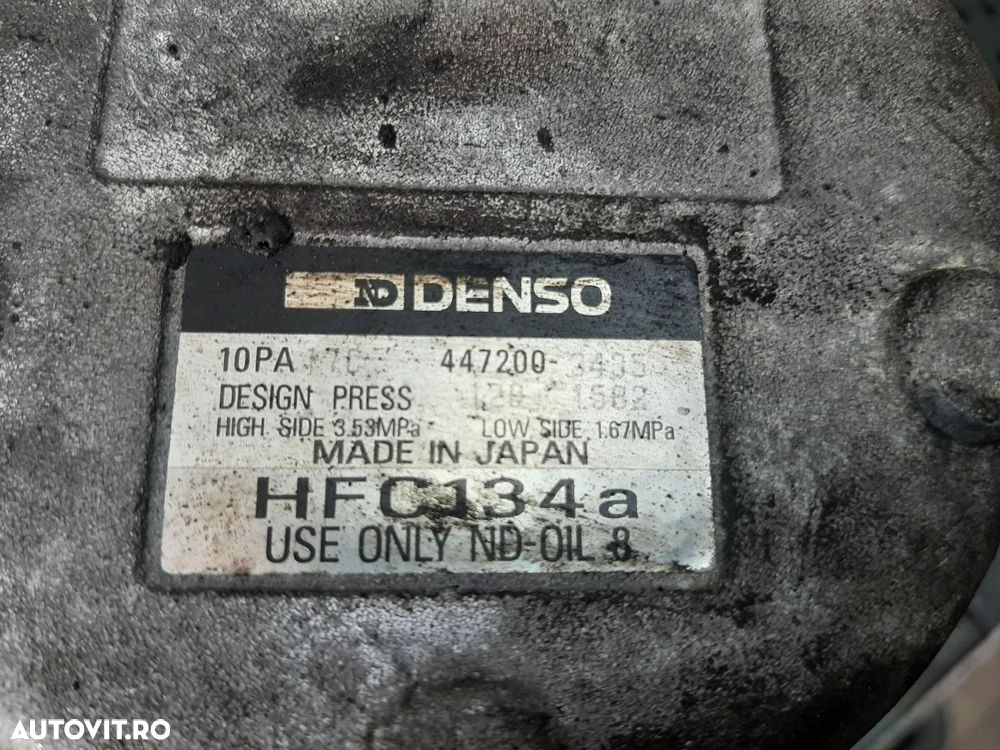 ND DENSO
10PA 447200-
DESIGN PRESS
HIGH SIDE 3.53MPa LOW SIDE 1.67MPa
MADE IN JAPAN
HFC134a
USE ONLY ND-OIL 8
AUTOVIT.RO